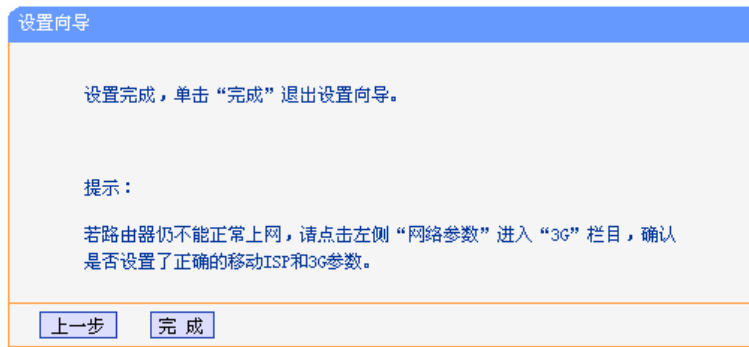 设置向导
设置完成，单击“完成”退出设置向导。
提示：
若路由器仍不能正常上网，请点击左侧“网络参数”进入“3G”栏目，确认
是否设置了正确的移动ISP和3G参数。
上一步 完 成